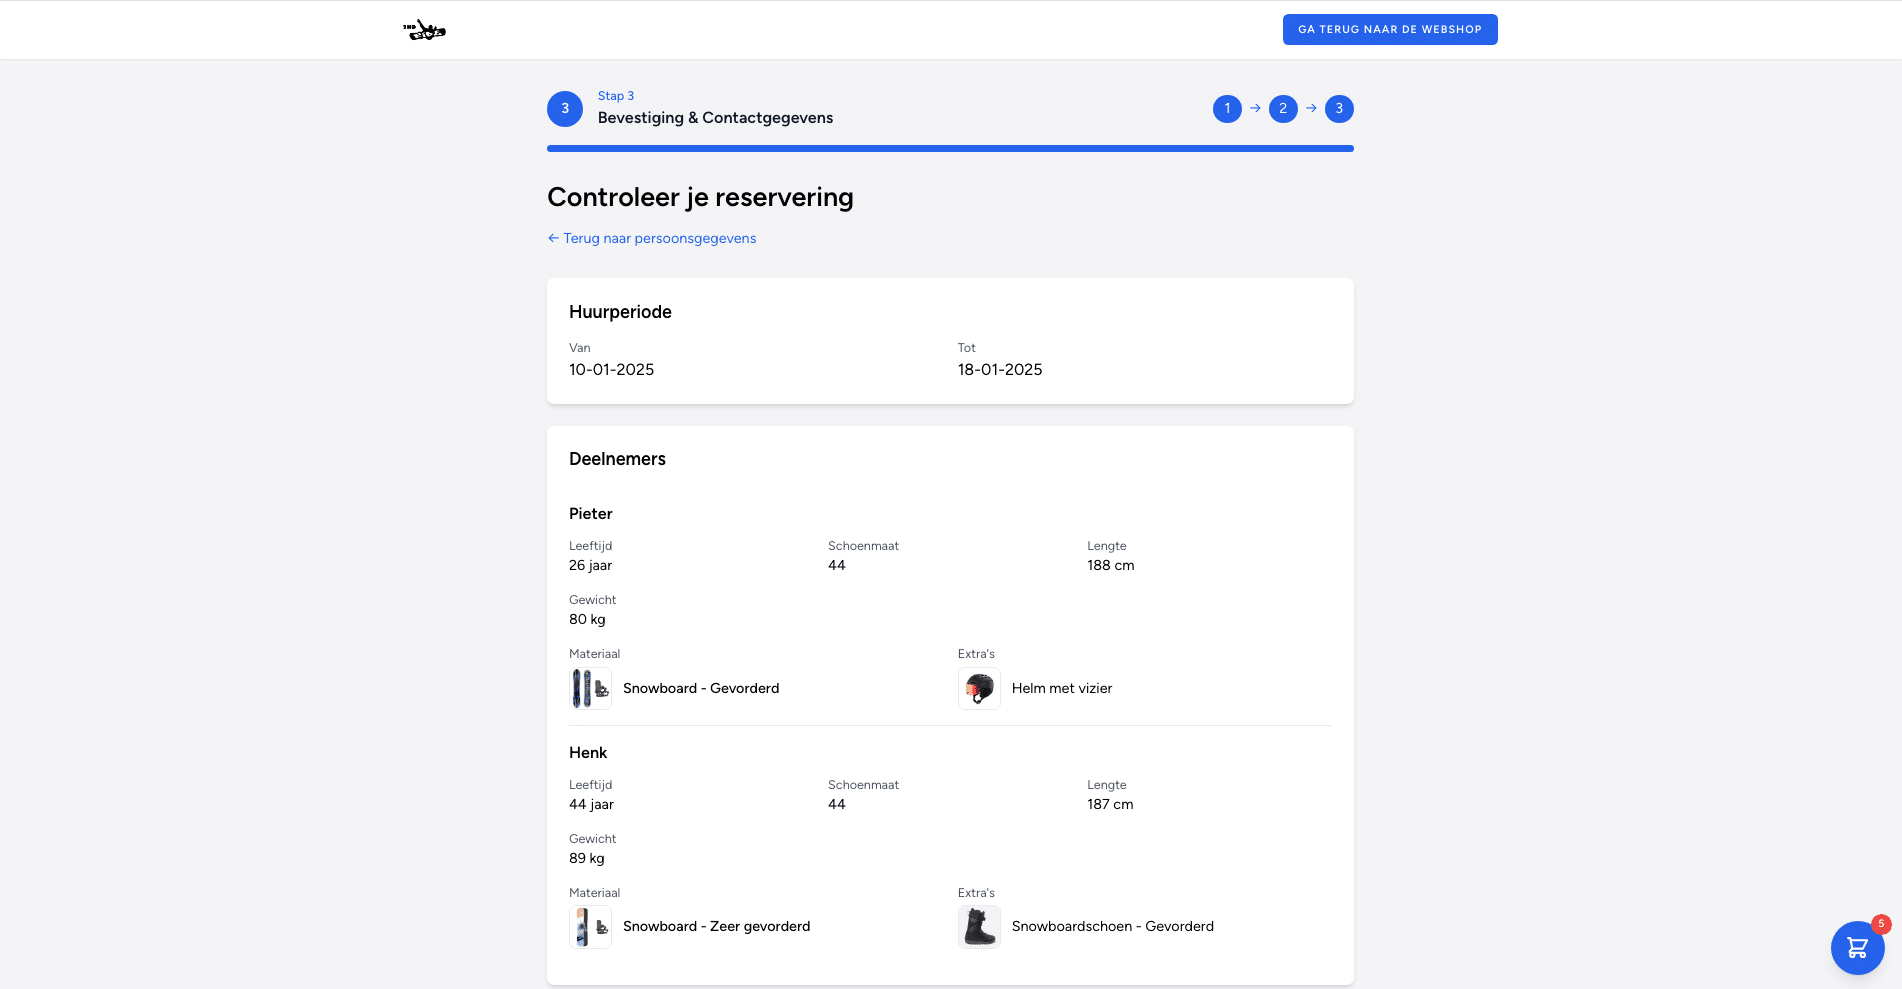 2ND
GA TERUG NAAR DE WEBSHOP
3
Stap 3
Bevestiging & Contactgegevens
1 → 2 → 3
Controleer je reservering
← Terug naar persoonsgegevens
Huurperiode
Van Tot
10-01-2025 18-01-2025
Deelnemers
Pieter
Leeftijd Schoenmaat Lengte
26 jaar 44 188 cm
Gewicht
80 kg
Materiaal Extra's
Snowboard - Gevorderd Helm met vizier
Henk
Leeftijd Schoenmaat Lengte
44 jaar 44 187 cm
Gewicht
89 kg
Materiaal Extra's
Snowboard - Zeer gevorderd Snowboardschoen - Gevorderd
5